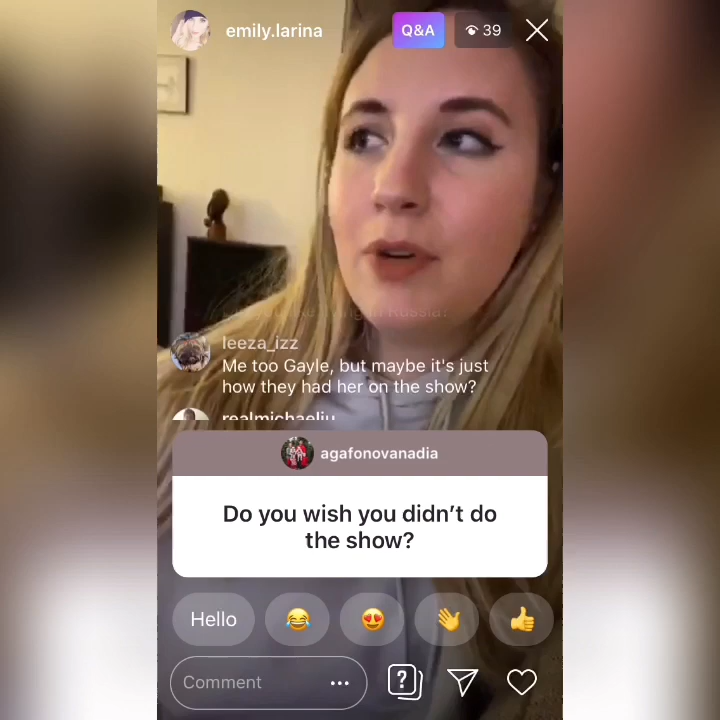 emily.larina
Q&A
39
leeza_izz
Me too Gayle, but maybe it's just
how they had her on the show?
agafonovanadia
Do you wish you didn’t do
the show?
Hello
Comment